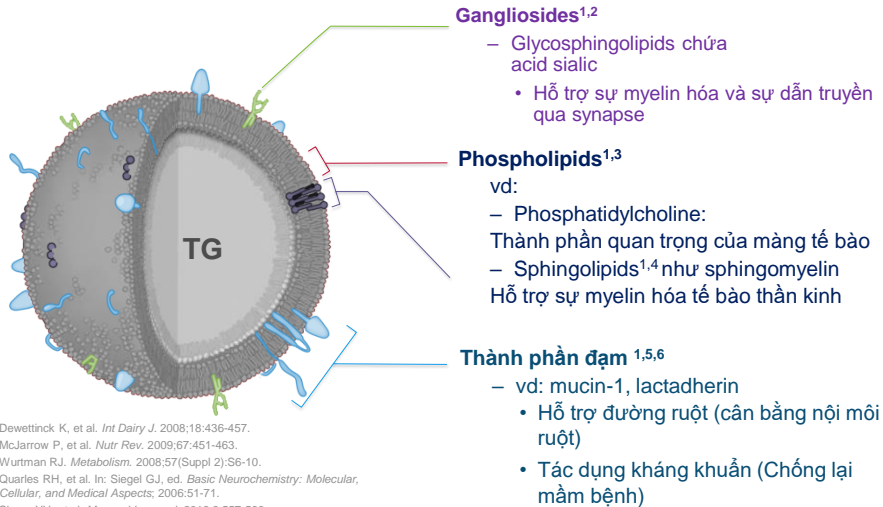 Gangliosides1,2
– Glycosphingolipids chứa
acid sialic
• Hỗ trợ sự myelin hóa và sự dẫn truyền
qua synapse
Phospholipids1,3
vd:
– Phosphatidylcholine:
Thành phần quan trọng của màng tế bào
– Sphingolipids1,4 như sphingomyelin
Hỗ trợ sự myelin hóa tế bào thần kinh
TG
Thành phần đạm 1,5,6
– vd: mucin-1, lactadherin
• Hỗ trợ đường ruột (cân bằng nội môi
ruột)
• Tác dụng kháng khuẩn (Chống lại
mầm bệnh)
Dewettinck K, et al. Int Dairy J. 2008;18:436-457.
McJarrow P, et al. Nutr Rev. 2009;67:451-463.
Wurtman RJ. Metabolism. 2008;57(Suppl 2):S6-10.
Quarles RH, et al. In: Siegel GJ, ed. Basic Neurochemistry: Molecular,
Cellular, and Medical Aspects; 2006:51-71.